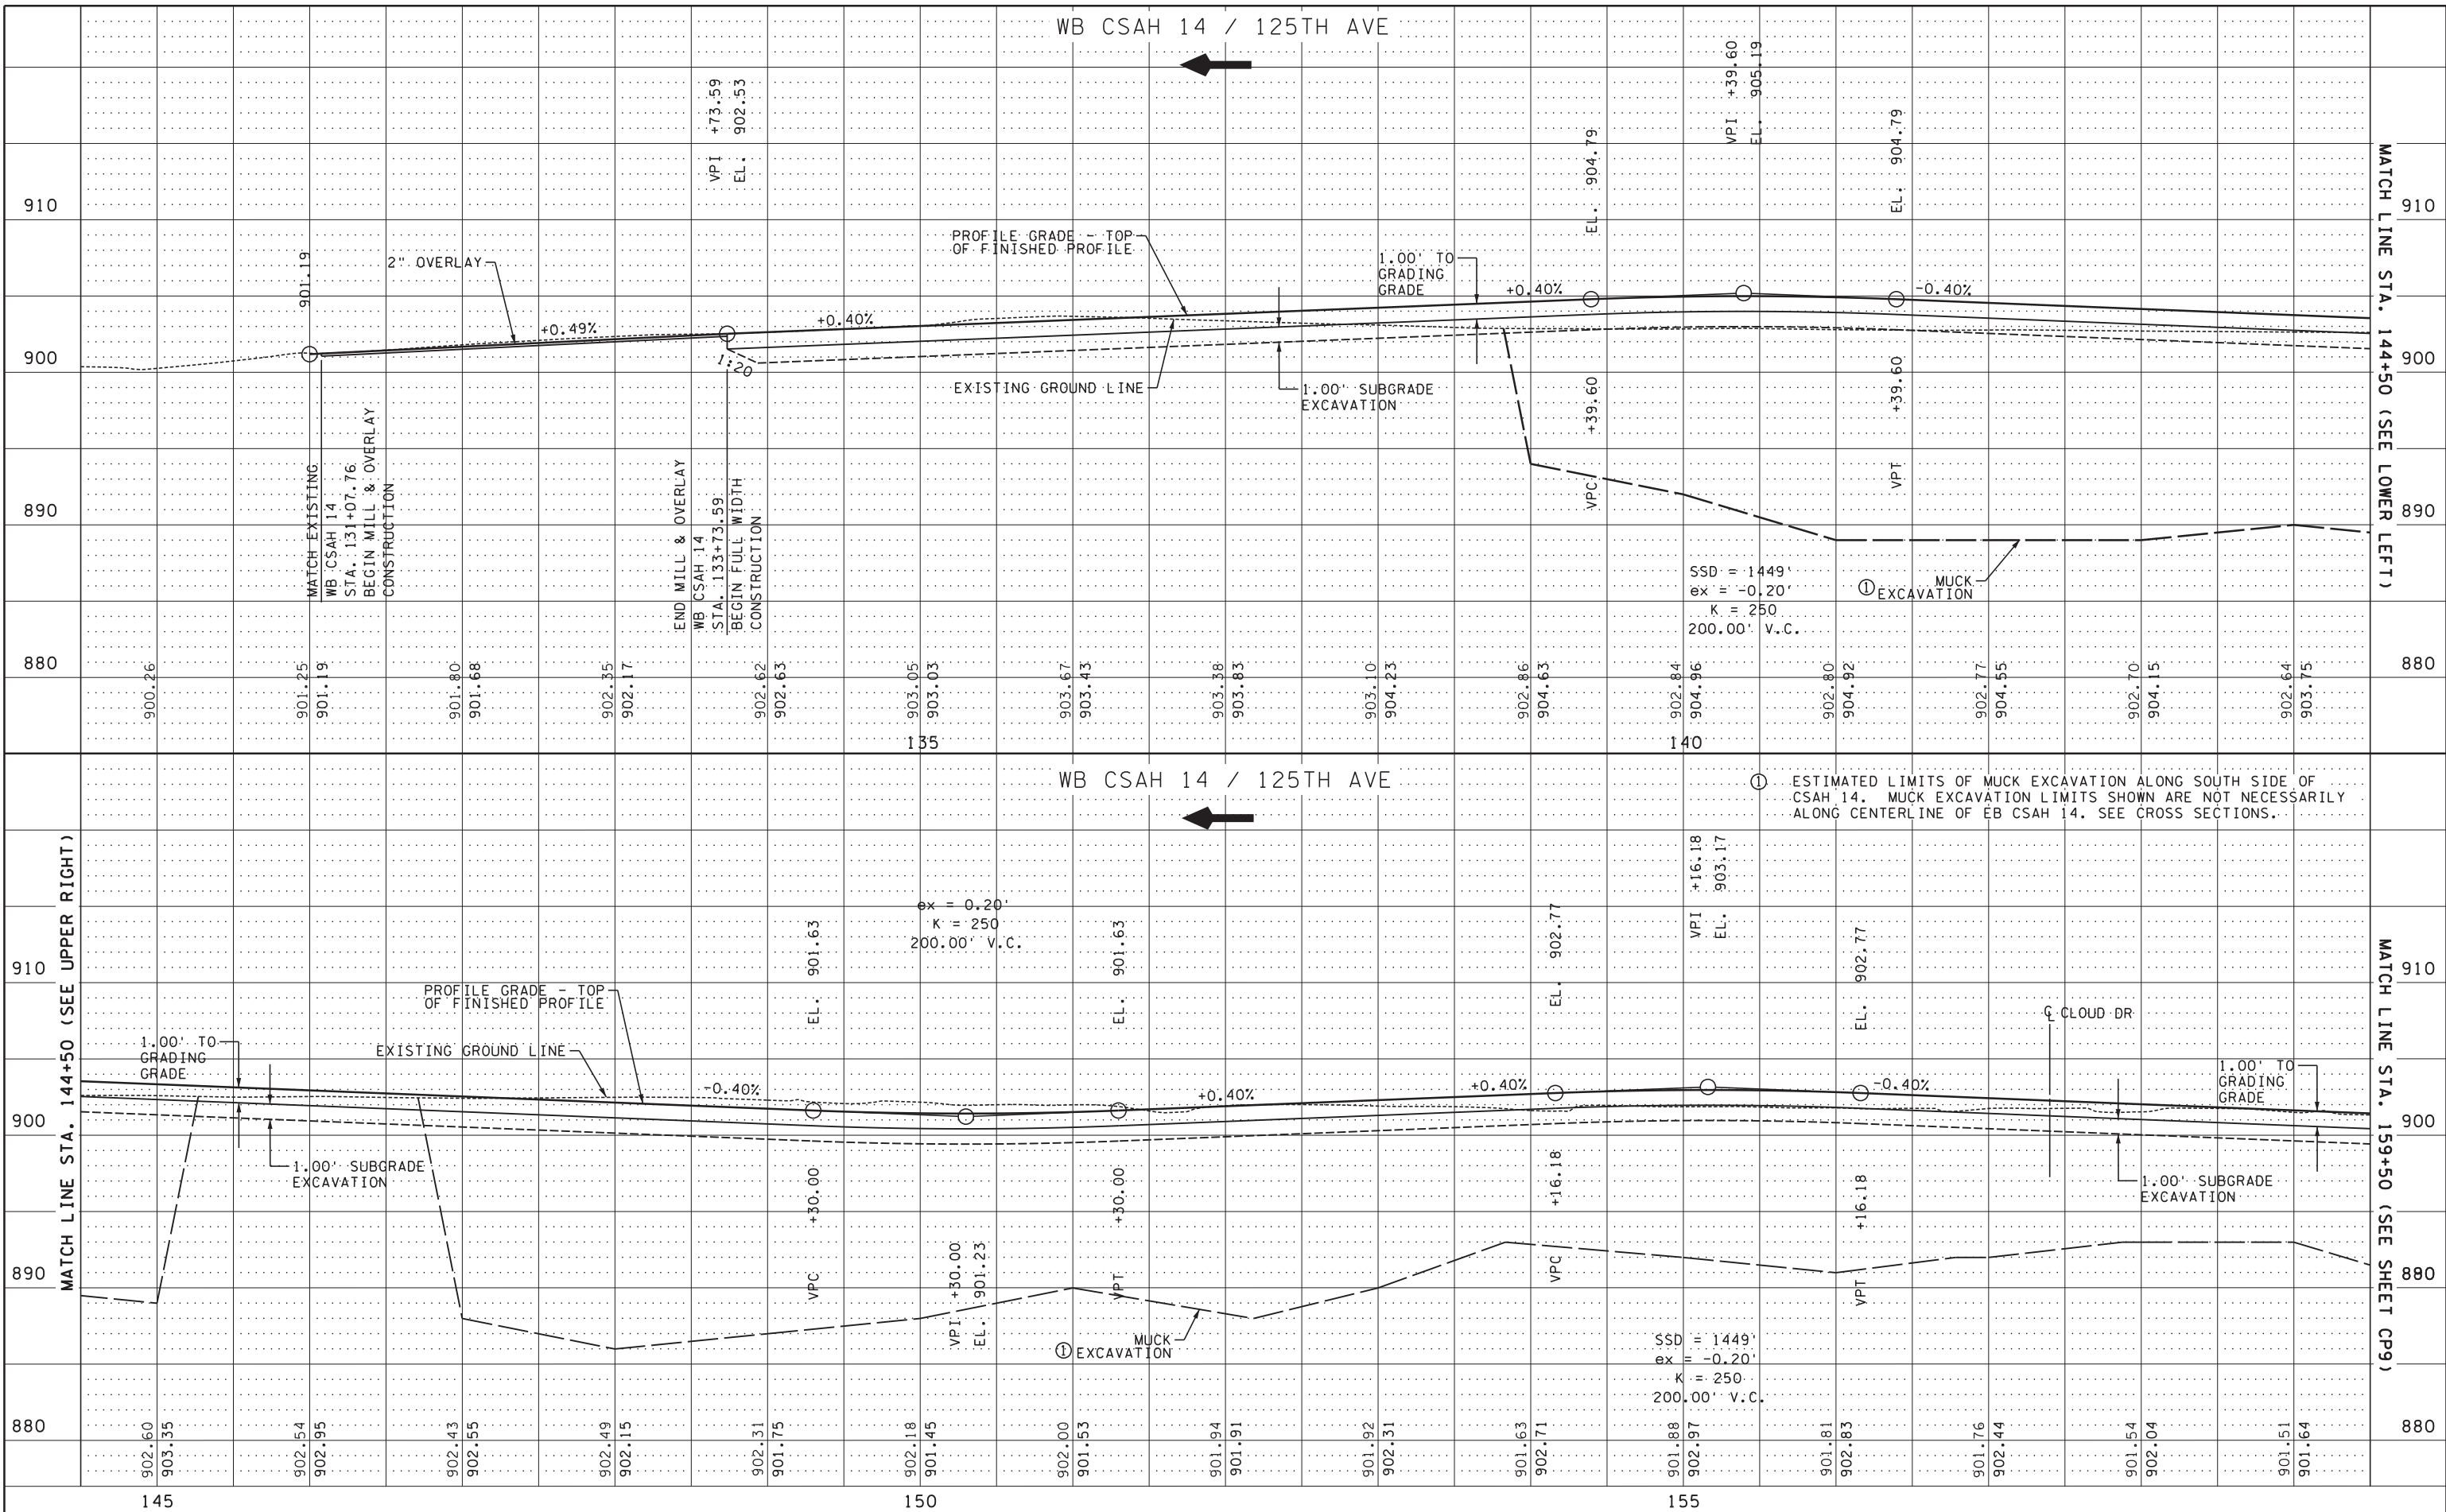 WB CSAH 14 / 125TH AVE
VPI +73.59
EL. 902.53
VPI +39.60
EL. 905.19
EL. 904.79
EL. 904.79
MATCH LINE STA. 144+50 (SEE LOWER LEFT)
910
910
901.19
2" OVERLAY
PROFILE GRADE - TOP
OF FINISHED PROFILE
1.00' TO
GRADING
GRADE
+0.49%
+0.40%
+0.40%
-0.40%
900
900
1:20
EXISTING GROUND LINE
1.00' SUBGRADE
EXCAVATION
VPC +39.60
VPT +39.60
890
890
MATCH EXISTING
WB CSAH 14
STA. 131+07.76
BEGIN MILL & OVERLAY
CONSTRUCTION
END MILL & OVERLAY
WB CSAH 14
STA. 133+73.59
BEGIN FULL WIDTH
CONSTRUCTION
SSD = 1449'
ex = -0.20'
K = 250
200.00' V.C.
① MUCK
EXCAVATION
880
880
900.26
901.25
901.19
901.80
901.68
902.35
902.17
902.62
902.63
903.05
903.03
903.67
903.43
903.38
903.83
903.10
904.23
902.86
904.63
902.84
904.96
902.80
904.92
902.77
904.55
902.70
904.15
902.64
903.75
135
140
WB CSAH 14 / 125TH AVE
① ESTIMATED LIMITS OF MUCK EXCAVATION ALONG SOUTH SIDE OF
CSAH 14. MUCK EXCAVATION LIMITS SHOWN ARE NOT NECESSARILY
ALONG CENTERLINE OF EB CSAH 14. SEE CROSS SECTIONS.
MATCH LINE STA. 144+50 (SEE UPPER RIGHT)
VPI +16.18
EL. 903.17
ex = 0.20'
K = 250
200.00' V.C.
EL. 901.63
EL. 901.63
EL. 902.77
EL. 902.77
MATCH LINE STA. 159+50 (SEE SHEET CP9)
910
910
PROFILE GRADE - TOP
OF FINISHED PROFILE
EXISTING GROUND LINE
1.00' TO
GRADING
GRADE
℄ CLOUD DR
1.00' TO
GRADING
GRADE
-0.40%
+0.40%
+0.40%
-0.40%
900
900
1.00' SUBGRADE
EXCAVATION
1.00' SUBGRADE
EXCAVATION
VPC +30.00
VPI +30.00
EL. 901.23
VPT +30.00
VPC +16.18
VPT +16.18
890
890
① MUCK
EXCAVATION
SSD = 1449'
ex = -0.20'
K = 250
200.00' V.C.
880
880
902.60
903.35
902.54
902.95
902.43
902.55
902.49
902.15
902.31
901.75
902.18
901.45
902.00
901.53
901.94
901.91
901.92
902.31
901.63
902.71
901.88
902.97
901.81
902.83
901.76
902.44
901.54
902.04
901.51
901.64
145
150
155